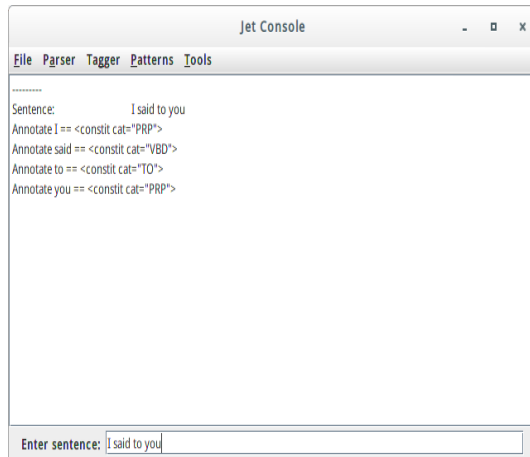 Jet Console
File Parser Tagger Patterns Tools
---------
Sentence: I said to you
Annotate I == <constit cat="PRP">
Annotate said == <constit cat="VBD">
Annotate to == <constit cat="TO">
Annotate you == <constit cat="PRP">
Enter sentence: I said to you